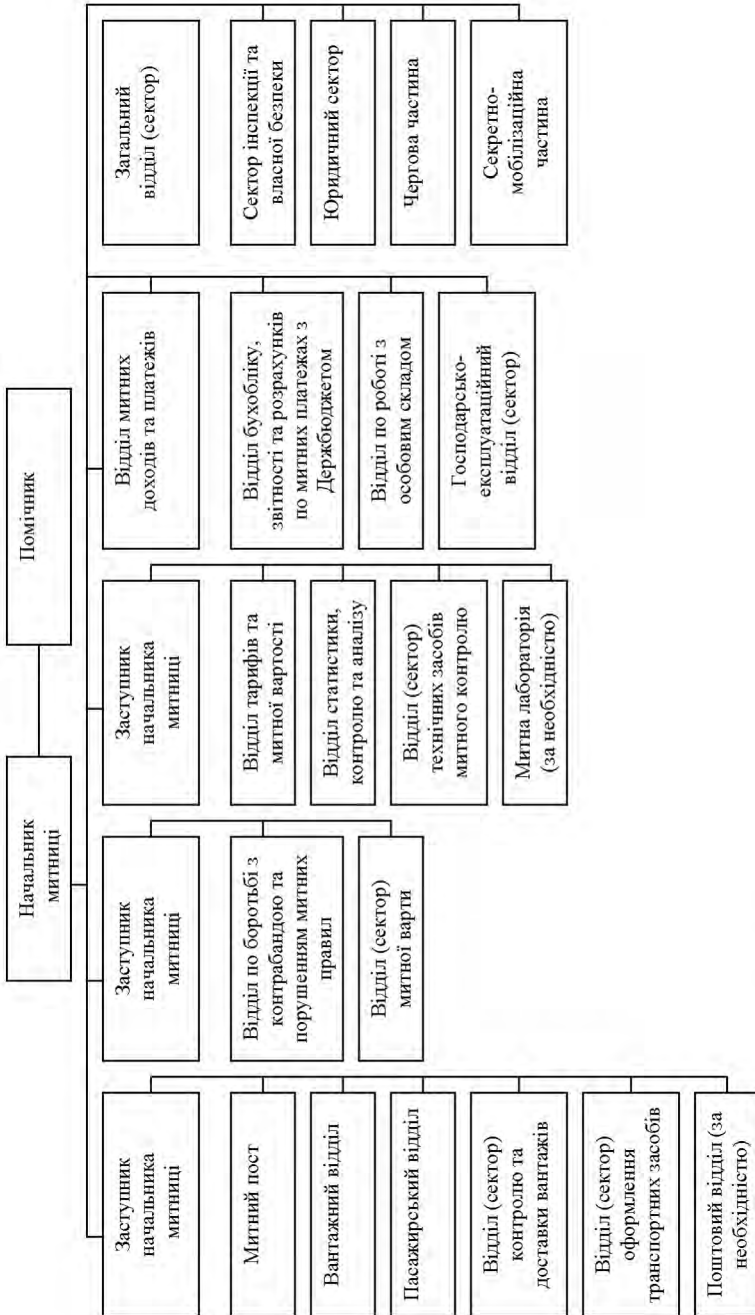 Начальник
митниці
Помічник
Заступник
начальника
митниці
Митний пост
Вантажний відділ
Пасажирський відділ
Відділ (сектор)
контролю та
доставки вантажів
Відділ (сектор)
оформлення
транспортних засобів
Поштовий відділ (за
необхідністю)
Заступник
начальника
митниці
Відділ по боротьбі з
контрабандою та
порушенням митних
правил
Відділ (сектор)
митної варти
Заступник
начальника
митниці
Відділ тарифів та
митної вартості
Відділ статистики,
контролю та аналізу
Відділ (сектор)
технічних засобів
митного контролю
Митна лабораторія
(за необхідністю)
Відділ митних
доходів та платежів
Відділ бухобліку,
звітності та розрахунків
по митних платежах з
Держбюджетом
Відділ по роботі з
особовим складом
Господарсько-
експлуатаційний
відділ (сектор)
Загальний
відділ (сектор)
Сектор інспекції та
власної безпеки
Юридичний сектор
Чергова частина
Секретно-
мобілізаційна
частина